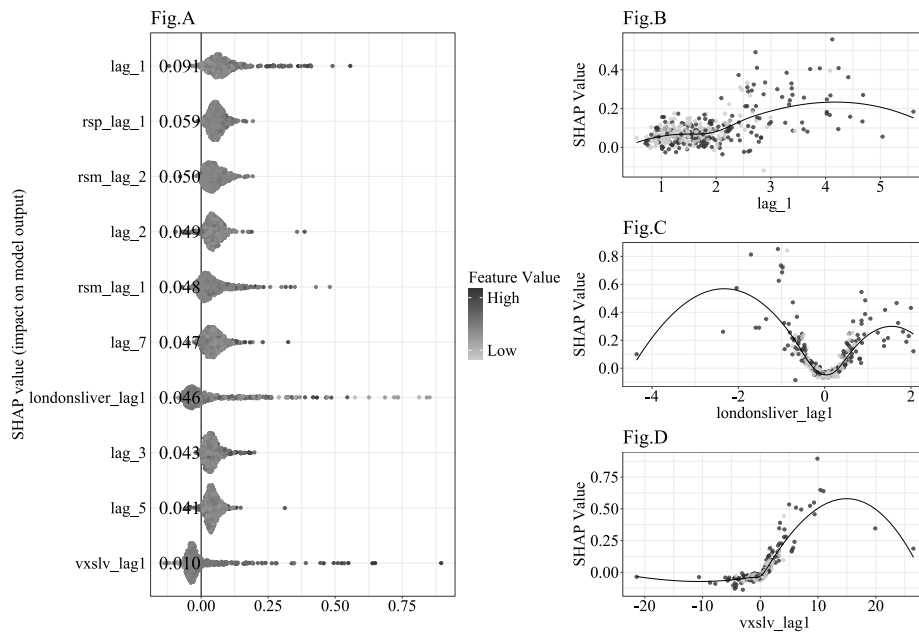 Fig.A
SHAP value (impact on model output)
lag_1 0.091
rsp_lag_1 0.059
rsm_lag_2 0.050
lag_2 0.049
rsm_lag_1 0.048
lag_7 0.047
londonsliver_lag1 0.046
lag_3 0.043
lag_5 0.041
vxslv_lag1 0.010
0.00 0.25 0.50 0.75
Feature Value
High
Low
Fig.B
SHAP Value
0.4
0.2
0.0
1 2 3 4 5
lag_1
Fig.C
SHAP Value
0.8
0.6
0.4
0.2
0.0
-4 -2 0 2
londonsliver_lag1
Fig.D
SHAP Value
0.75
0.50
0.25
0.00
-20 -10 0 10 20
vxslv_lag1